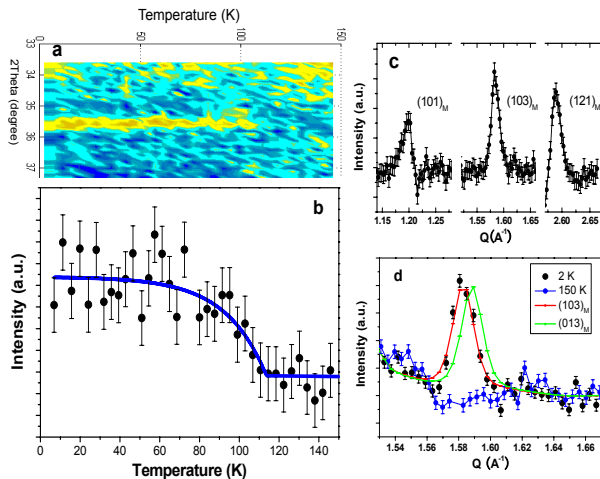 Temperature (K)
0 50 100 150
33
34
35
36
37
2Theta (degree)
a
b
Intensity (a.u.)
0 20 40 60 80 100 120 140
Temperature (K)
c
(101)M
(103)M
(121)M
Intensity (a.u.)
1.15 1.20 1.25 1.55 1.60 1.65 2.60 2.65
Q(A⁻¹)
d
2 K
150 K
(103)M
(013)M
Intensity (a.u.)
1.54 1.56 1.58 1.60 1.62 1.64 1.66
Q (A⁻¹)